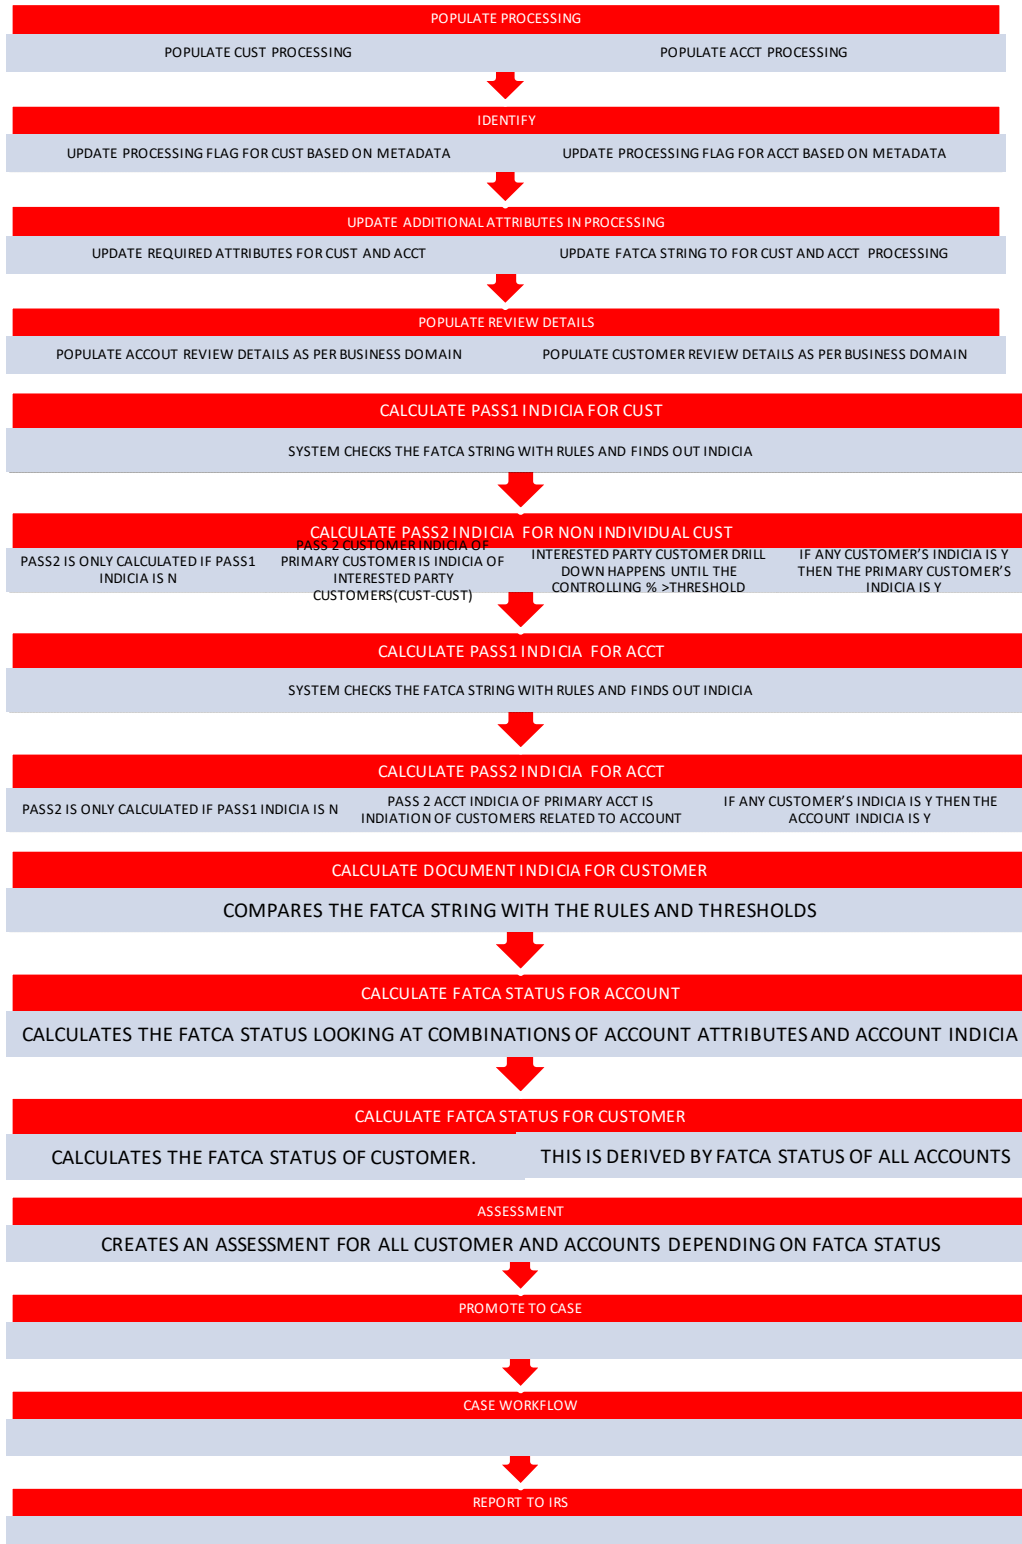 POPULATE PROCESSING
POPULATE CUST PROCESSING
POPULATE ACCT PROCESSING
IDENTIFY
UPDATE PROCESSING FLAG FOR CUST BASED ON METADATA
UPDATE PROCESSING FLAG FOR ACCT BASED ON METADATA
UPDATE ADDITIONAL ATTRIBUTES IN PROCESSING
UPDATE REQUIRED ATTRIBUTES FOR CUST AND ACCT
UPDATE FATCA STRING TO FOR CUST AND ACCT PROCESSING
POPULATE REVIEW DETAILS
POPULATE ACCOUT REVIEW DETAILS AS PER BUSINESS DOMAIN
POPULATE CUSTOMER REVIEW DETAILS AS PER BUSINESS DOMAIN
CALCULATE PASS1 INDICIA FOR CUST
SYSTEM CHECKS THE FATCA STRING WITH RULES AND FINDS OUT INDICIA
CALCULATE PASS2 INDICIA FOR NON INDIVIDUAL CUST
PASS2 IS ONLY CALCULATED IF PASS1
INDICIA IS N
PASS 2 CUSTOMER INDICIA OF
PRIMARY CUSTOMER IS INDICIA OF
INTERESTED PARTY
CUSTOMERS(CUST-CUST)
INTERESTED PARTY CUSTOMER DRILL
DOWN HAPPENS UNTIL THE
CONTROLLING % >THRESHOLD
IF ANY CUSTOMER'S INDICIA IS Y
THEN THE PRIMARY CUSTOMER'S
INDICIA IS Y
CALCULATE PASS1 INDICIA FOR ACCT
SYSTEM CHECKS THE FATCA STRING WITH RULES AND FINDS OUT INDICIA
CALCULATE PASS2 INDICIA FOR ACCT
PASS2 IS ONLY CALCULATED IF PASS1 INDICIA IS N
PASS 2 ACCT INDICIA OF PRIMARY ACCT IS
INDIATION OF CUSTOMERS RELATED TO ACCOUNT
IF ANY CUSTOMER'S INDICIA IS Y THEN THE
ACCOUNT INDICIA IS Y
CALCULATE DOCUMENT INDICIA FOR CUSTOMER
COMPARES THE FATCA STRING WITH THE RULES AND THRESHOLDS
CALCULATE FATCA STATUS FOR ACCOUNT
CALCULATES THE FATCA STATUS LOOKING AT COMBINATIONS OF ACCOUNT ATTRIBUTES AND ACCOUNT INDICIA
CALCULATE FATCA STATUS FOR CUSTOMER
CALCULATES THE FATCA STATUS OF CUSTOMER.
THIS IS DERIVED BY FATCA STATUS OF ALL ACCOUNTS
ASSESSMENT
CREATES AN ASSESSMENT FOR ALL CUSTOMER AND ACCOUNTS DEPENDING ON FATCA STATUS
PROMOTE TO CASE
CASE WORKFLOW
REPORT TO IRS